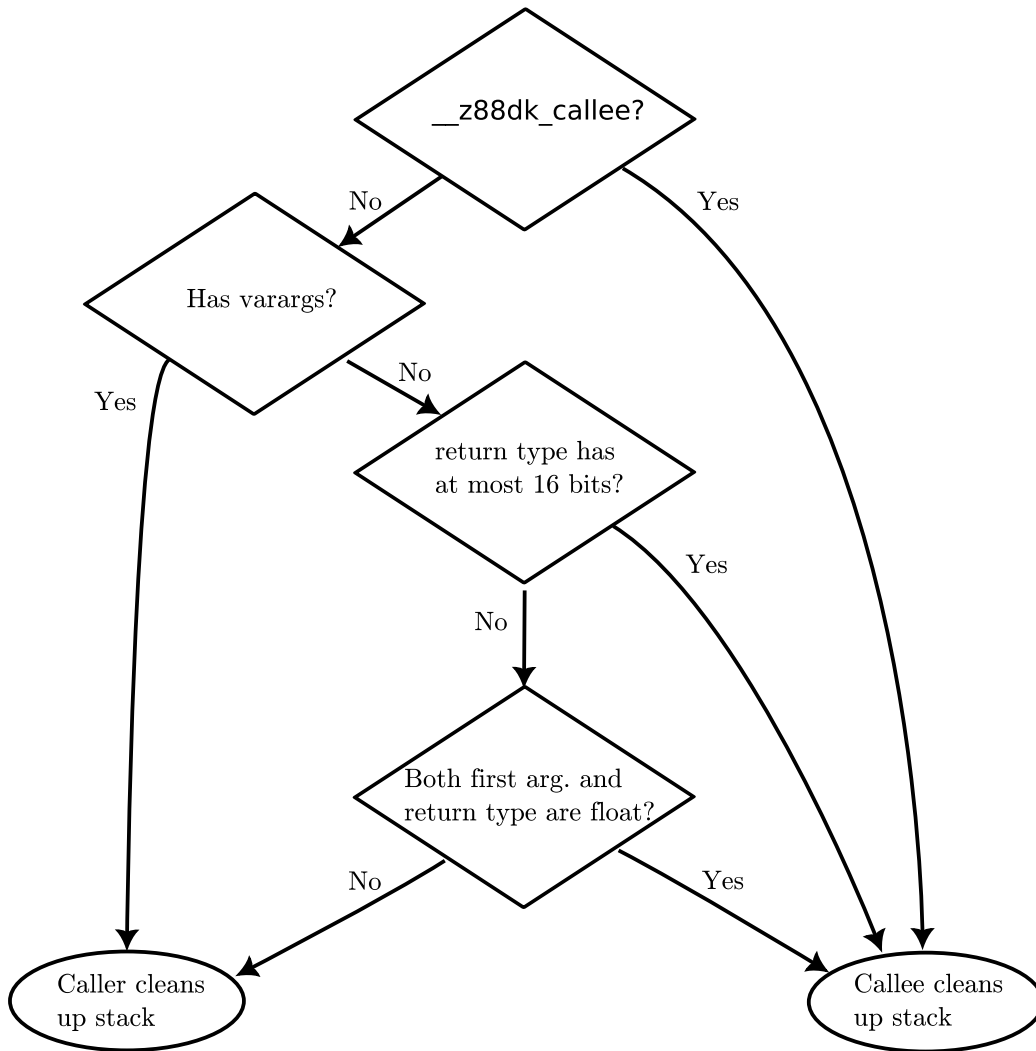 __z88dk_callee?
No
Yes
Has varargs?
Yes
No
return type has
at most 16 bits?
Yes
No
Both first arg. and
return type are float?
No
Yes
Caller cleans
up stack
Callee cleans
up stack